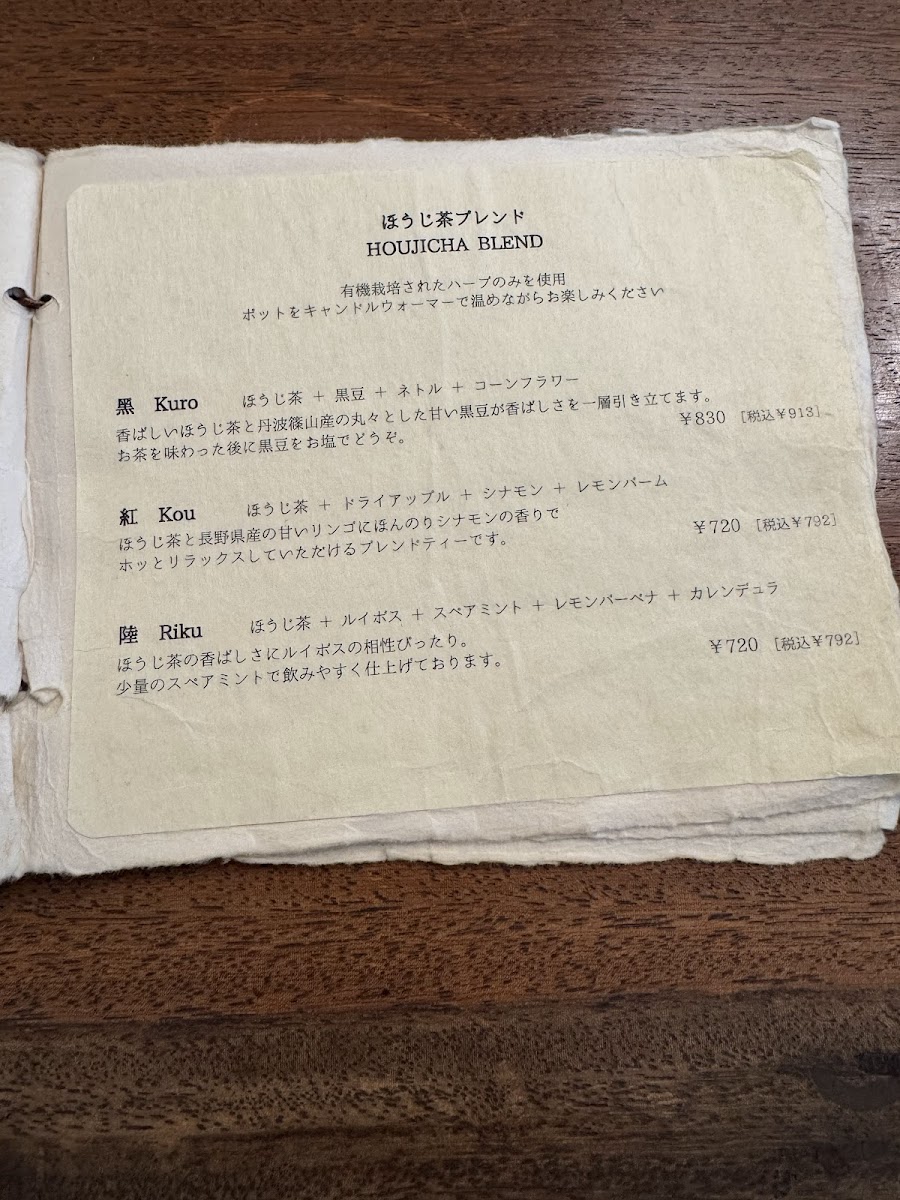 ほうじ茶ブレンド
HOUJICHA BLEND
有機栽培されたハーブのみを使用
ポットをキャンドルウォーマーで温めながらお楽しみください
黒 Kuro ほうじ茶 + 黒豆 + ネトル + コーンフラワー
香ばしいほうじ茶と丹波篠山産の丸々とした甘い黒豆が香ばしさを一層引き立てます。
お茶を味わった後に黒豆をお塩でどうぞ。
¥830 [税込¥913]
紅 Kou ほうじ茶 + ドライアップル + シナモン + レモンバーム
ほうじ茶と長野県産の甘いリンゴにほんのりシナモンの香りで
ホッとリラックスしていただけるブレンドティーです。
¥720 [税込¥792]
陸 Riku ほうじ茶 + ルイボス + スペアミント + レモンバーベナ + カレンデュラ
ほうじ茶の香ばしさにルイボスの相性ぴったり。
少量のスペアミントで飲みやすく仕上げております。
¥720 [税込¥792]